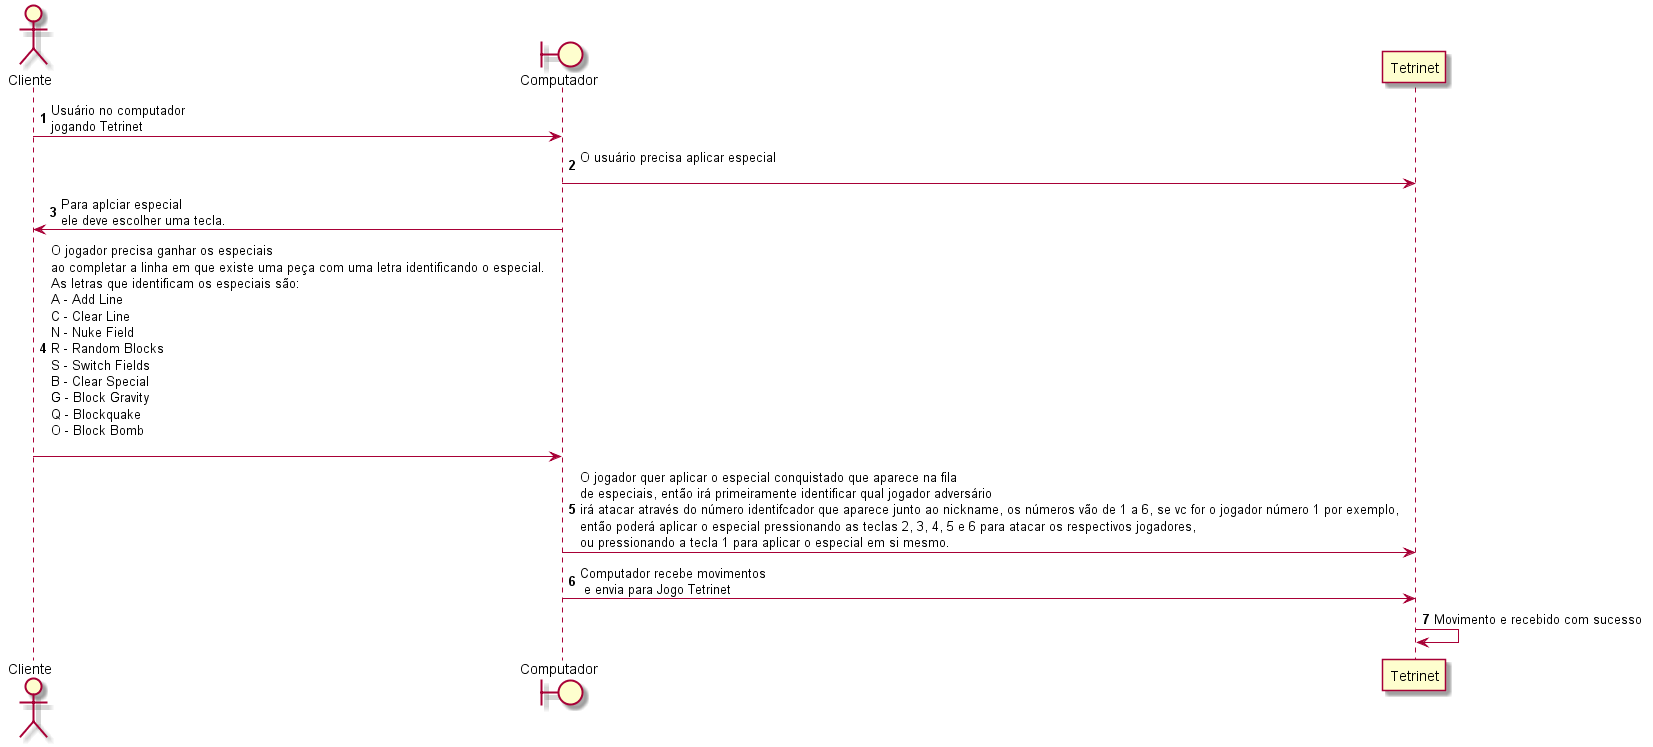 Cliente
Computador
Tetrinet
1 Usuário no computador
jogando Tetrinet
2 O usuário precisa aplicar especial
3 Para aplciar especial
ele deve escolher uma tecla.
O jogador precisa ganhar os especiais
ao completar a linha em que existe uma peça com uma letra identificando o especial.
As letras que identificam os especiais são:
A - Add Line
C - Clear Line
N - Nuke Field
4 R - Random Blocks
S - Switch Fields
B - Clear Special
G - Block Gravity
Q - Blockquake
O - Block Bomb
O jogador quer aplicar o especial conquistado que aparece na fila
de especiais, então irá primeiramente identificar qual jogador adversário
5 irá atacar através do número identifcador que aparece junto ao nickname, os números vão de 1 a 6, se vc for o jogador número 1 por exemplo,
então poderá aplicar o especial pressionando as teclas 2, 3, 4, 5 e 6 para atacar os respectivos jogadores,
ou pressionando a tecla 1 para aplicar o especial em si mesmo.
6 Computador recebe movimentos
e envia para Jogo Tetrinet
7 Movimento e recebido com sucesso
Cliente
Computador
Tetrinet